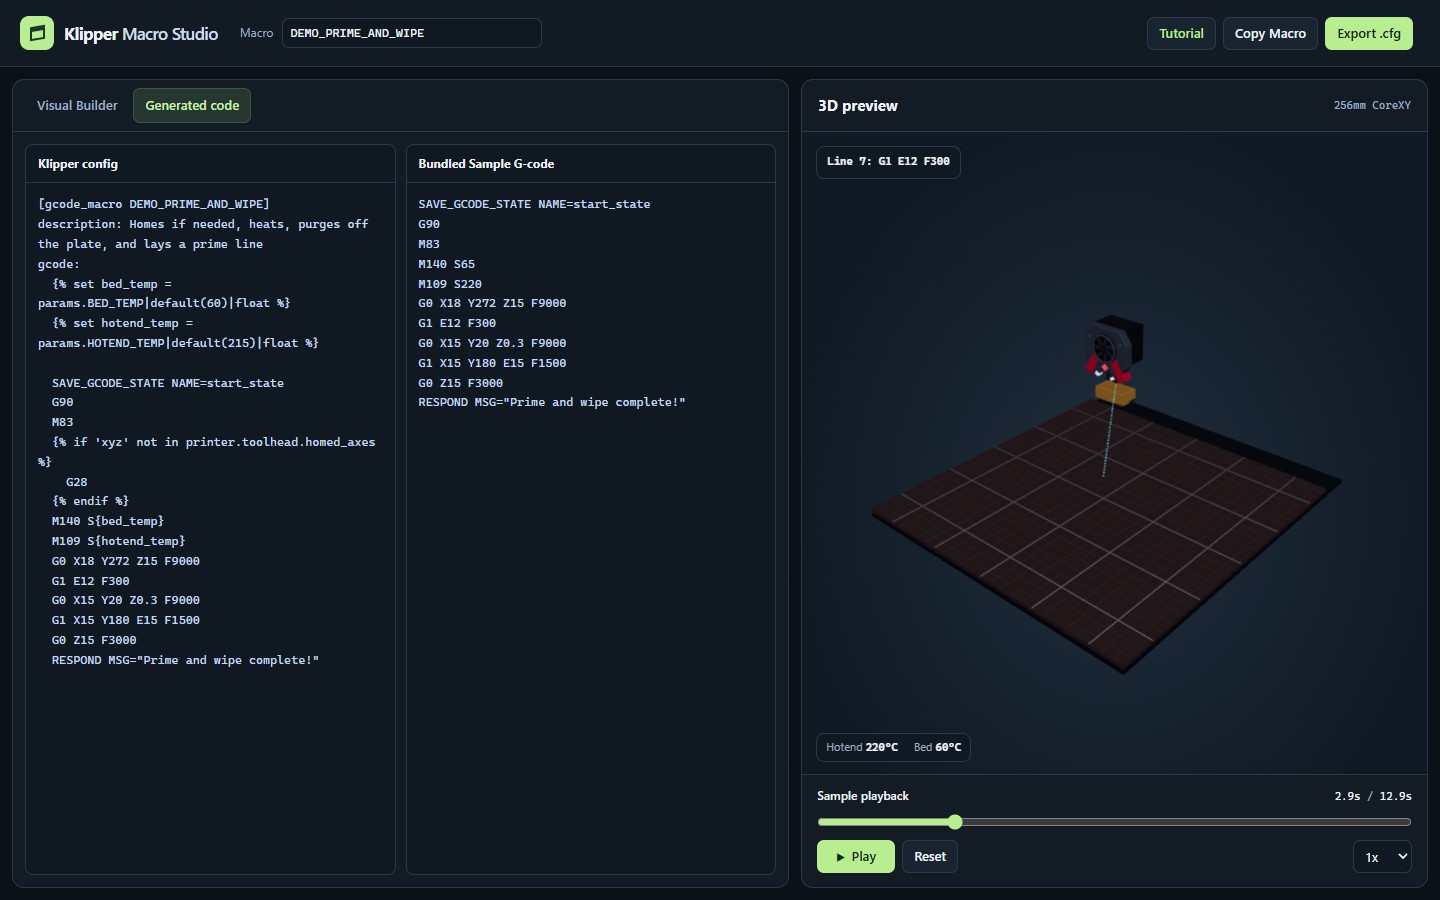 Klipper Macro Studio
Macro
DEMO_PRIME_AND_WIPE
Tutorial
Copy Macro
Export .cfg
Visual Builder
Generated code
Klipper config
[gcode_macro DEMO_PRIME_AND_WIPE]
description: Homes if needed, heats, purges off
the plate, and lays a prime line
gcode:
{% set bed_temp =
params.BED_TEMP|default(60)|float %}
{% set hotend_temp =
params.HOTEND_TEMP|default(215)|float %}
SAVE_GCODE_STATE NAME=start_state
G90
M83
{% if 'xyz' not in printer.toolhead.homed_axes
%}
G28
{% endif %}
M140 S{bed_temp}
M109 S{hotend_temp}
G0 X18 Y272 Z15 F9000
G1 E12 F300
G0 X15 Y20 Z0.3 F9000
G1 X15 Y180 E15 F1500
G0 Z15 F3000
RESPOND MSG="Prime and wipe complete!"
Bundled Sample G-code
SAVE_GCODE_STATE NAME=start_state
G90
M83
M140 S65
M109 S220
G0 X18 Y272 Z15 F9000
G1 E12 F300
G0 X15 Y20 Z0.3 F9000
G1 X15 Y180 E15 F1500
G0 Z15 F3000
RESPOND MSG="Prime and wipe complete!"
3D preview
256mm CoreXY
Line 7: G1 E12 F300
Hotend 220°C Bed 60°C
Sample playback
2.9s / 12.9s
Play
Reset
1x